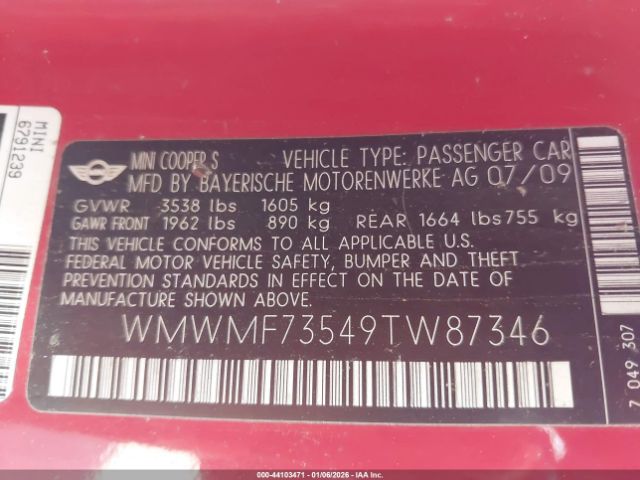 MINI
MINI COOPER S VEHICLE TYPE: PASSENGER CAR
MFD BY BAYERISCHE MOTORENWERKE AG 07/09
GVWR 3538 lbs 1605 kg
GAWR FRONT 1962 lbs 890 kg REAR 1664 lbs 755 kg
THIS VEHICLE CONFORMS TO ALL APPLICABLE U.S.
FEDERAL MOTOR VEHICLE SAFETY, BUMPER AND THEFT
PREVENTION STANDARDS IN EFFECT ON THE DATE OF
MANUFACTURE SHOWN ABOVE.
WMWMF73549TW87346
7 049 307
MINI
6791239
000-44103471 - 01/06/2026 - IAA Inc.